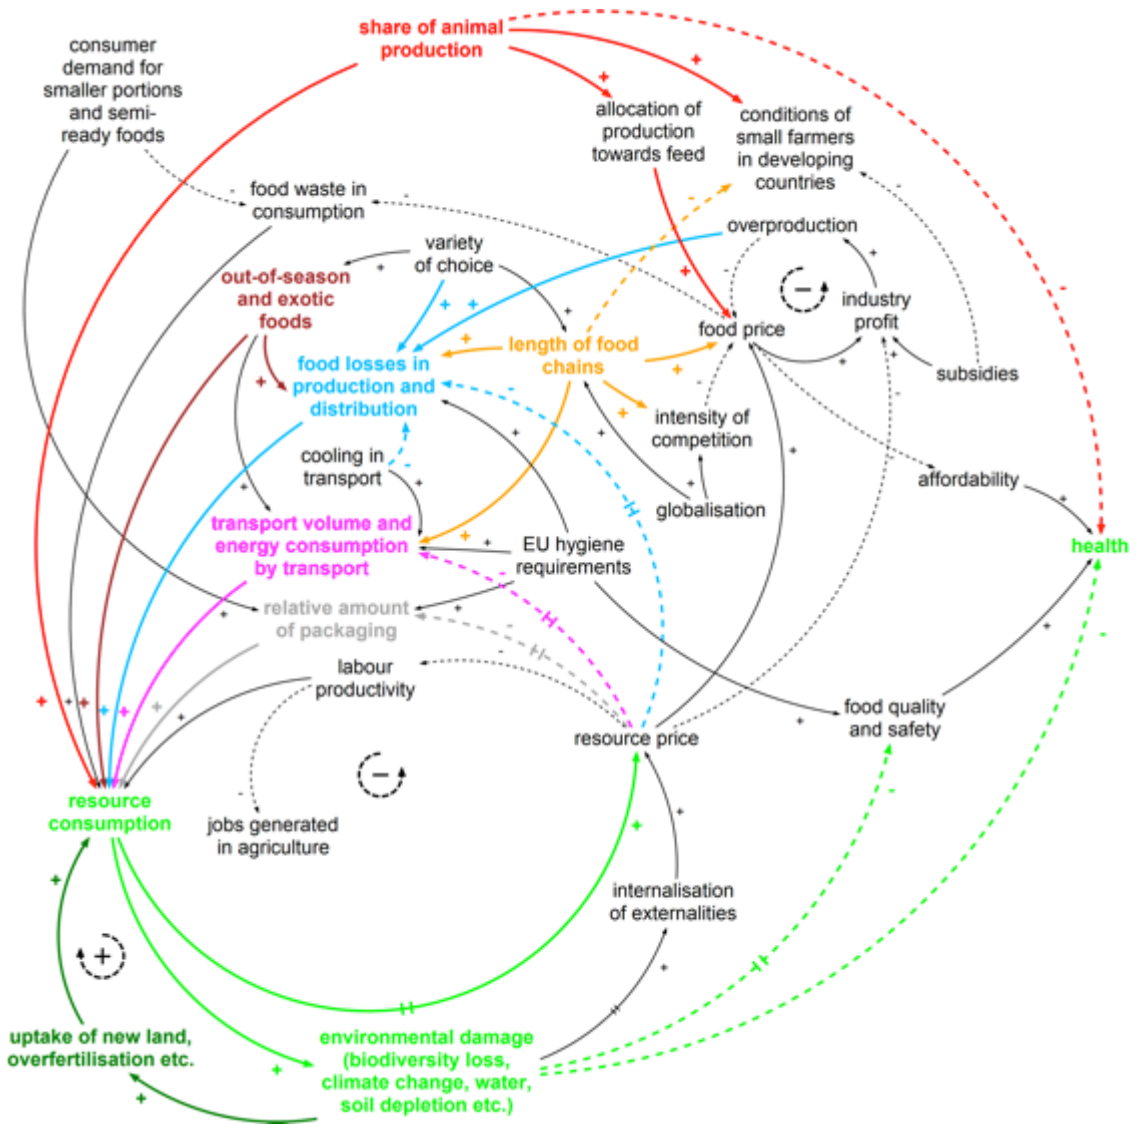 share of animal
production
consumer
demand for
smaller portions
and semi-
ready foods
allocation of
production
towards feed
conditions of
small farmers
in developing
countries
food waste in
consumption
overproduction
variety
of choice
out-of-season
and exotic
foods
industry
profit
food price
length of food
chains
food losses in
production and
distribution
subsidies
intensity of
competition
cooling in
transport
affordability
globalisation
transport volume and
energy consumption
by transport
EU hygiene
requirements
health
relative amount
of packaging
labour
productivity
food quality
and safety
resource price
resource
consumption
jobs generated
in agriculture
internalisation
of externalities
uptake of new land,
overfertilisation etc.
environmental damage
(biodiversity loss,
climate change, water,
soil depletion etc.)